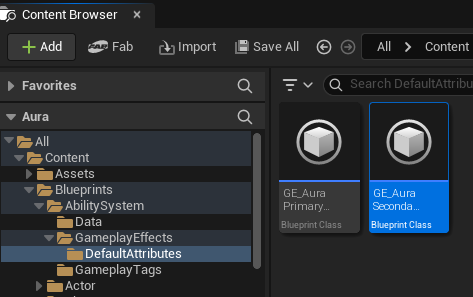 Content Browser
Add
Fab
Import
Save All
All
Content
Favorites
Search DefaultAttribu
Aura
All
Content
Assets
Blueprints
AbilitySystem
Data
GameplayEffects
DefaultAttributes
GameplayTags
Actor
GE_Aura
Primary...
Blueprint Class
GE_Aura
Seconda...
Blueprint Class